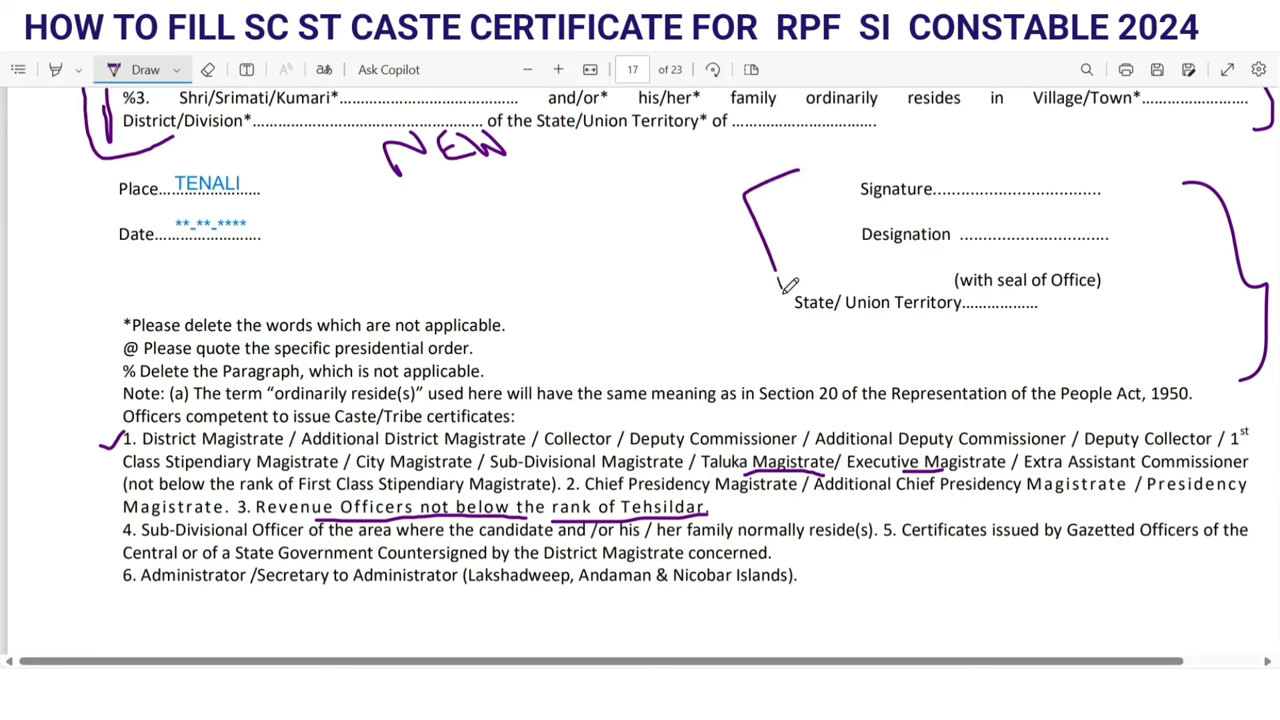 HOW TO FILL SC ST CASTE CERTIFICATE FOR RPF SI CONSTABLE 2024
Draw Ask Copilot 17 of 23
%3. Shri/Srimati/Kumari*.............................................. and/or* his/her* family ordinarily resides in Village/Town*...........................
District/Division*............................................................ of the State/Union Territory* of .....................................
NEW
Place...TENALI.....
Signature....................................
Date...**-**-****...
Designation ................................
(with seal of Office)
State/ Union Territory..................
*Please delete the words which are not applicable.
@ Please quote the specific presidential order.
% Delete the Paragraph, which is not applicable.
Note: (a) The term “ordinarily reside(s)” used here will have the same meaning as in Section 20 of the Representation of the People Act, 1950.
Officers competent to issue Caste/Tribe certificates:
1. District Magistrate / Additional District Magistrate / Collector / Deputy Commissioner / Additional Deputy Commissioner / Deputy Collector / 1st
Class Stipendiary Magistrate / City Magistrate / Sub-Divisional Magistrate / Taluka Magistrate/ Executive Magistrate / Extra Assistant Commissioner
(not below the rank of First Class Stipendiary Magistrate). 2. Chief Presidency Magistrate / Additional Chief Presidency Magistrate / Presidency
Magistrate. 3. Revenue Officers not below the rank of Tehsildar.
4. Sub-Divisional Officer of the area where the candidate and /or his / her family normally reside(s). 5. Certificates issued by Gazetted Officers of the
Central or of a State Government Countersigned by the District Magistrate concerned.
6. Administrator /Secretary to Administrator (Lakshadweep, Andaman & Nicobar Islands).